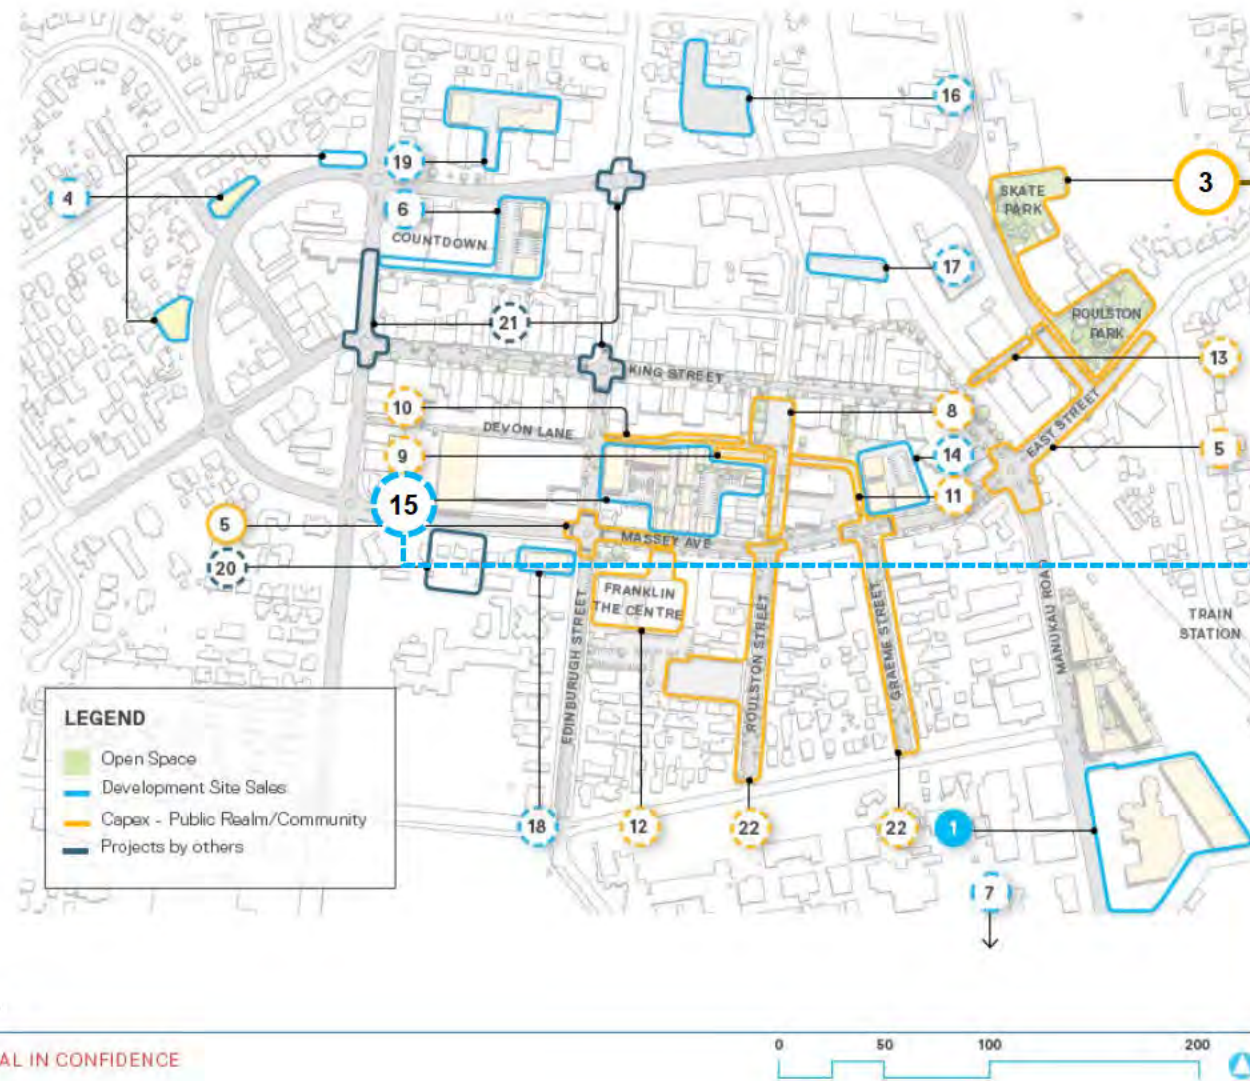 16
19
4
6
COUNTDOWN
SKATE
PARK
3
17
21
ROULSTON
PARK
13
KING STREET
10
8
DEVON LANE
EAST STREET
9
14
5
15
11
5
MASSEY AVE
20
FRANKLIN
THE CENTRE
EDINBURUGH STREET
ROULSTON STREET
GRAEME STREET
MANUKAU ROAD
TRAIN
STATION
LEGEND
Open Space
Development Site Sales
Capex - Public Realm/Community
Projects by others
18
12
22
22
1
7
0
50
100
200
AL IN CONFIDENCE